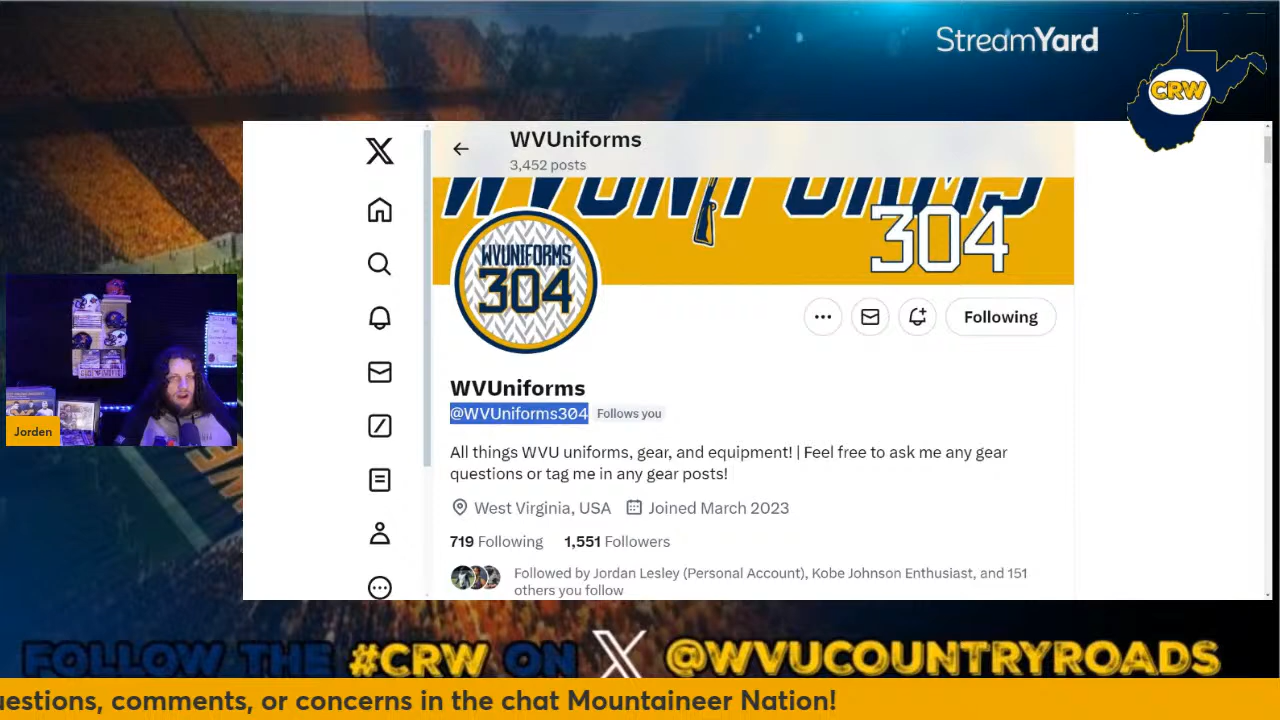 StreamYard
CRW
WVUniforms
3,452 posts
WVUNIFORMS
304
WVUNIFORMS
304
Following
WVUniforms
@WVUniforms304 Follows you
All things WVU uniforms, gear, and equipment! | Feel free to ask me any gear
questions or tag me in any gear posts!
West Virginia, USA Joined March 2023
719 Following 1,551 Followers
Followed by Jordan Lesley (Personal Account), Kobe Johnson Enthusiast, and 151
others you follow
Jorden
FOLLOW THE #CRW ON X @WVUCOUNTRYROADS
uestions, comments, or concerns in the chat Mountaineer Nation!